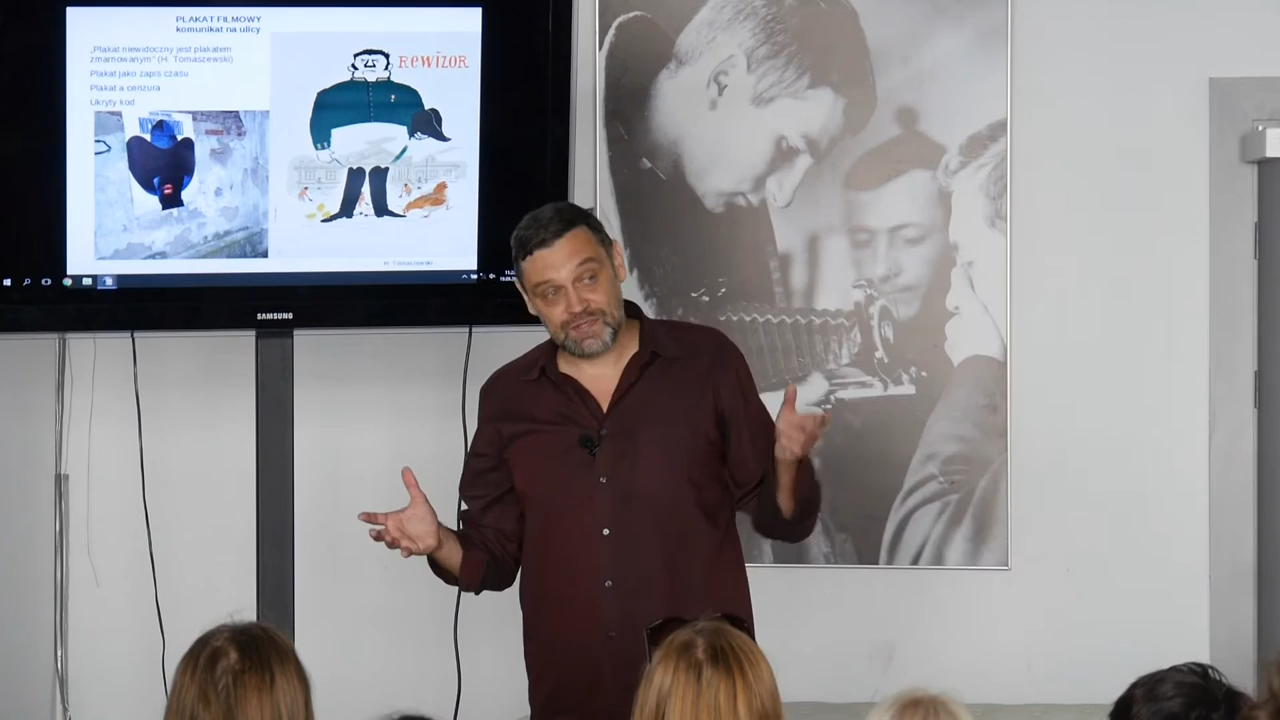 PLAKAT FILMOWY
komunikat na ulicy
„Plakat niewidoczny jest plakatem
zmarnowanym" (H. Tomaszewski)
Plakat jako zapis czasu
Plakat a cenzura
Ukryty kod
REWIZOR
H. Tomaszewski
SAMSUNG